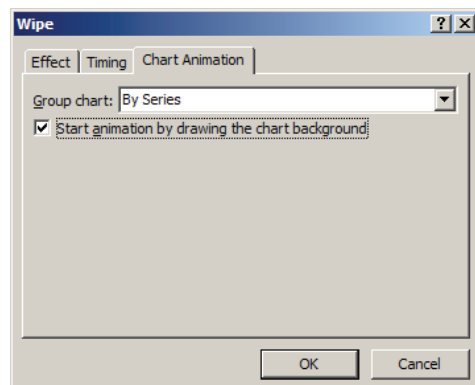 Wipe
Effect Timing Chart Animation
Group chart: By Series
Start animation by drawing the chart background
OK Cancel